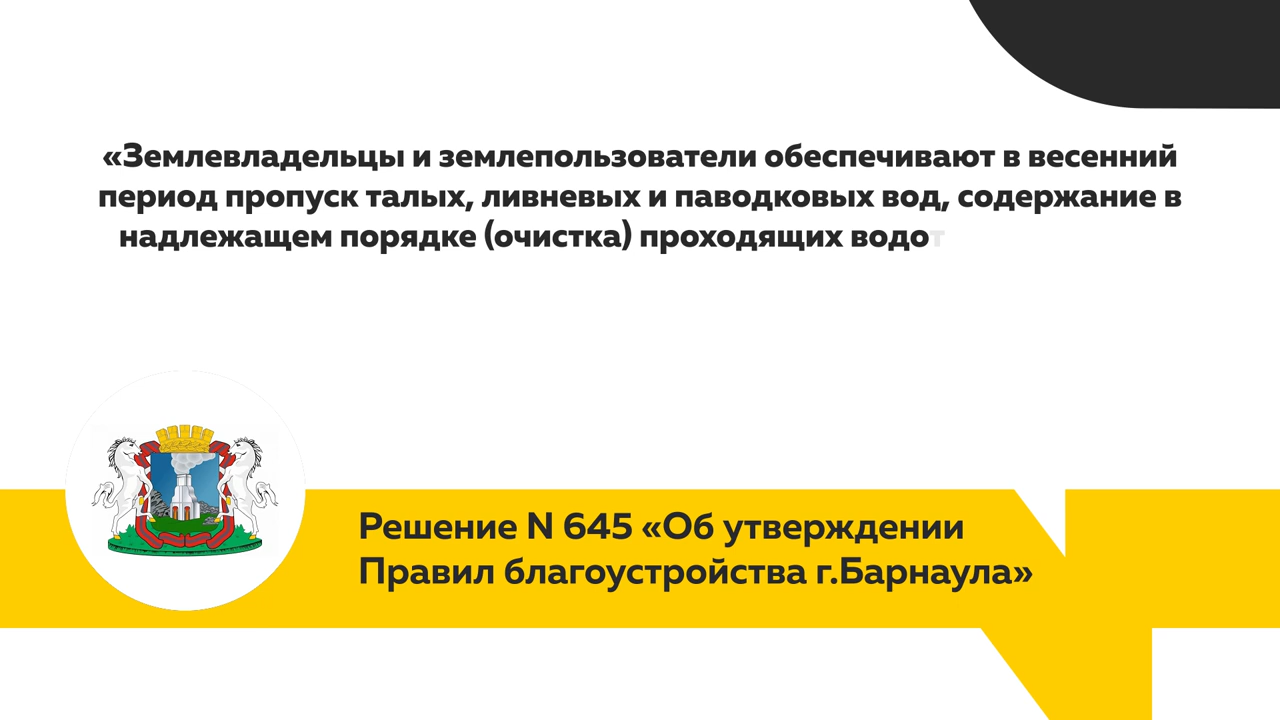 «Землевладельцы и землепользователи обеспечивают в весенний
период пропуск талых, ливневых и паводковых вод, содержание в
надлежащем порядке (очистка) проходящих водот
Решение N 645 «Об утверждении
Правил благоустройства г.Барнаула»